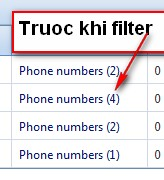 Truoc khi filter
Phone numbers (2) 0
Phone numbers (4) 0
Phone numbers (2) 0
Phone numbers (1) 0